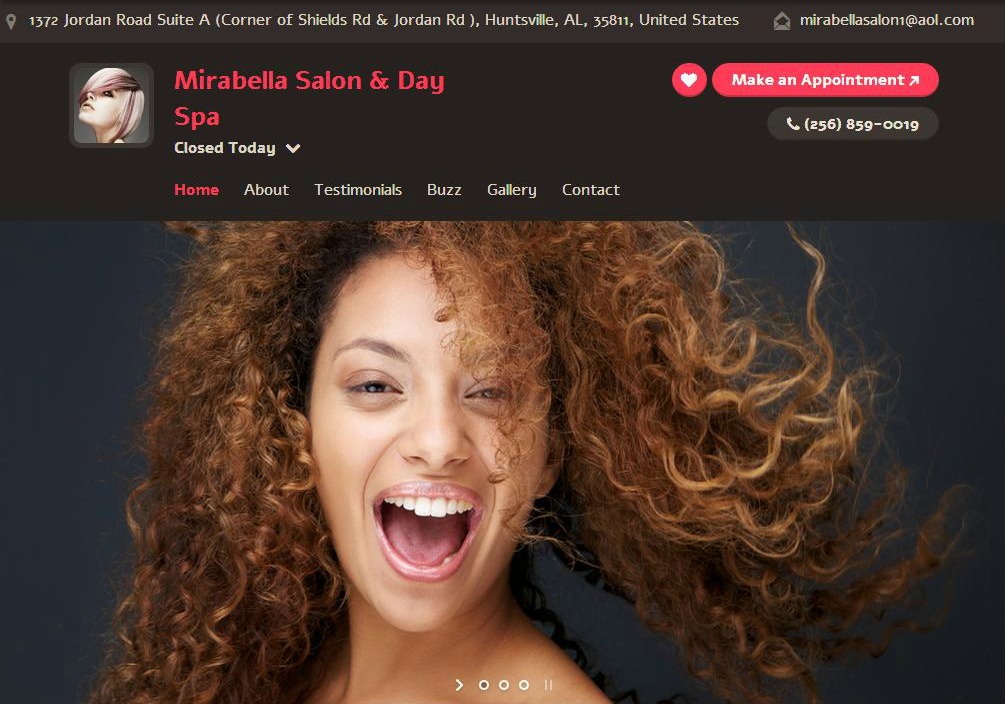 1372 Jordan Road Suite A (Corner of Shields Rd & Jordan Rd ), Huntsville, AL, 35811, United States
mirabellasalon1@aol.com
Mirabella Salon & Day
Spa
Closed Today
Make an Appointment
(256) 859-0019
Home About Testimonials Buzz Gallery Contact